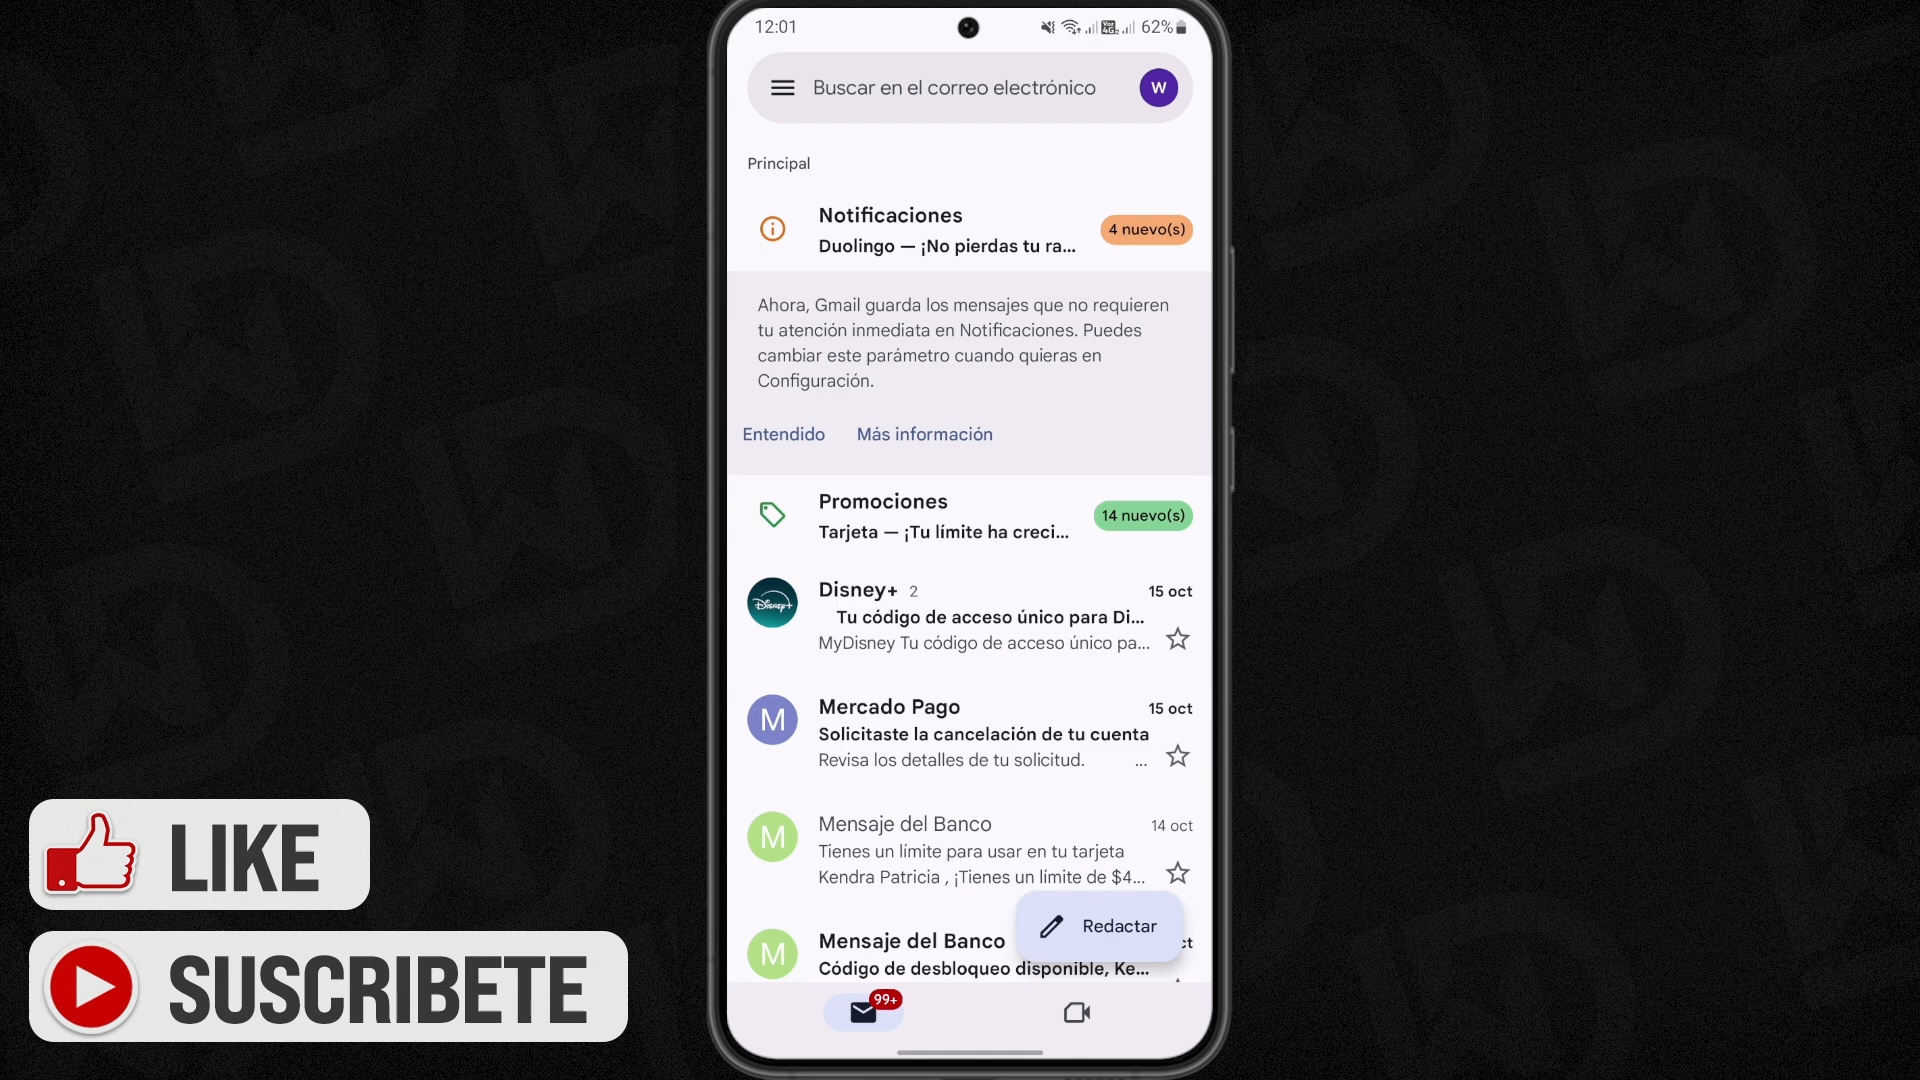 12:01
62%
Buscar en el correo electrónico
W
Principal
Notificaciones
4 nuevo(s)
Duolingo — ¡No pierdas tu ra...
Ahora, Gmail guarda los mensajes que no requieren
tu atención inmediata en Notificaciones. Puedes
cambiar este parámetro cuando quieras en
Configuración.
Entendido
Más información
Promociones
14 nuevo(s)
Tarjeta — ¡Tu límite ha creci...
Disney+ 2
15 oct
Disney+
Tu código de acceso único para Di...
MyDisney Tu código de acceso único pa...
M
Mercado Pago
15 oct
Solicitaste la cancelación de tu cuenta
Revisa los detalles de tu solicitud. ...
M
Mensaje del Banco
14 oct
Tienes un límite para usar en tu tarjeta
Kendra Patricia , ¡Tienes un límite de $4...
Redactar
M
Mensaje del Banco
ct
Código de desbloqueo disponible, Ke...
99+
LIKE
SUSCRIBETE